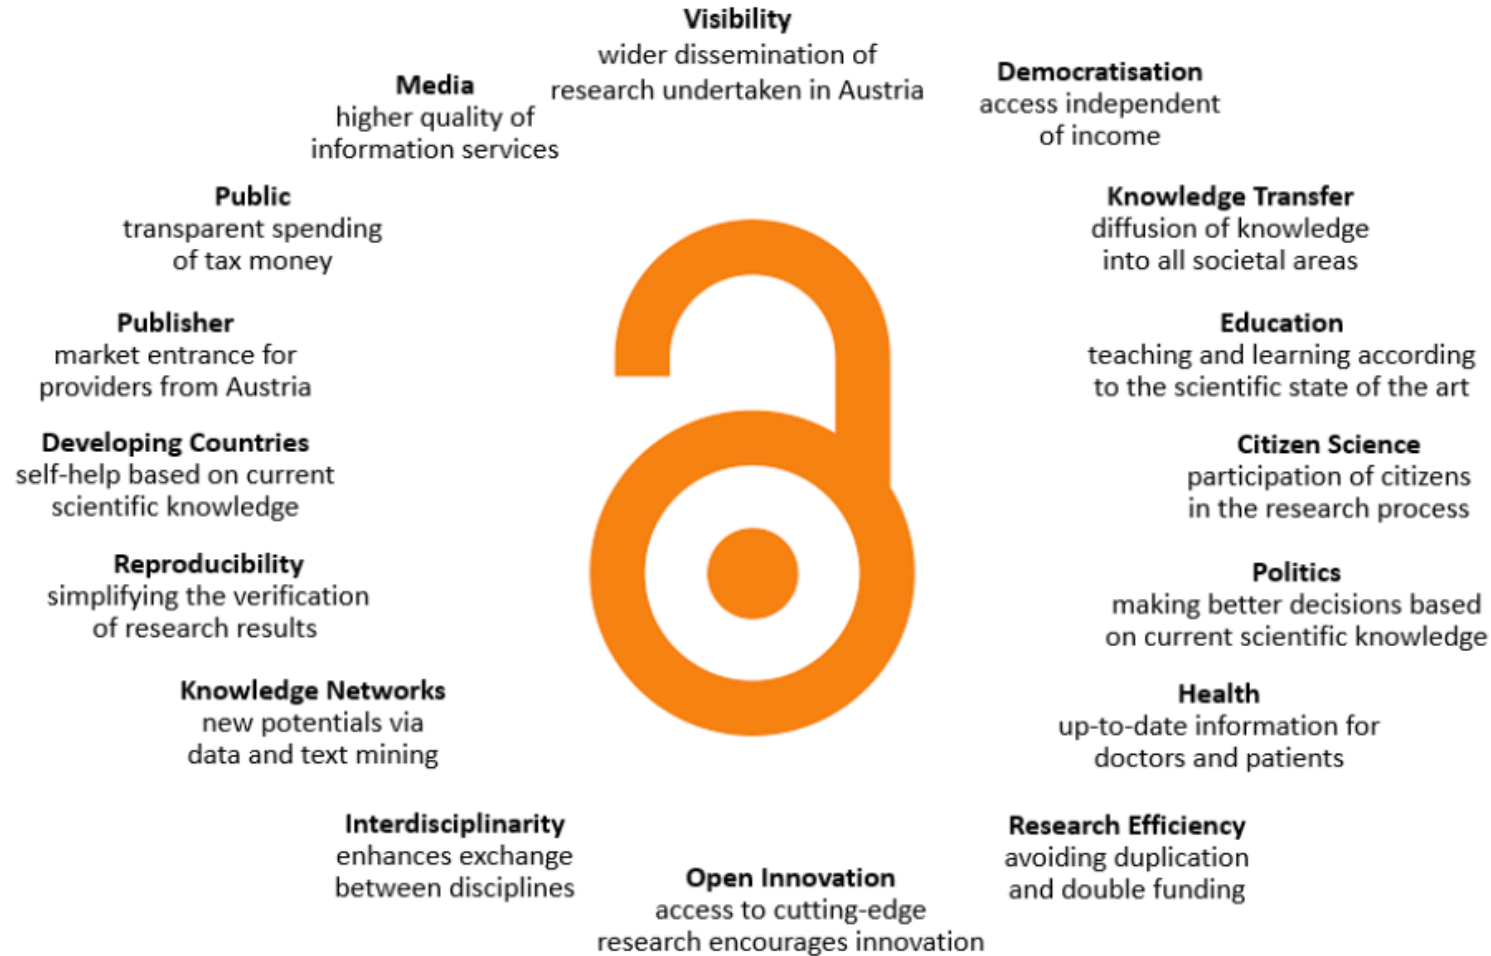 Visibility
wider dissemination of
research undertaken in Austria
Democratisation
access independent
of income
Knowledge Transfer
diffusion of knowledge
into all societal areas
Education
teaching and learning according
to the scientific state of the art
Citizen Science
participation of citizens
in the research process
Politics
making better decisions based
on current scientific knowledge
Health
up-to-date information for
doctors and patients
Research Efficiency
avoiding duplication
and double funding
Open Innovation
access to cutting-edge
research encourages innovation
Interdisciplinarity
enhances exchange
between disciplines
Knowledge Networks
new potentials via
data and text mining
Reproducibility
simplifying the verification
of research results
Developing Countries
self-help based on current
scientific knowledge
Publisher
market entrance for
providers from Austria
Public
transparent spending
of tax money
Media
higher quality of
information services